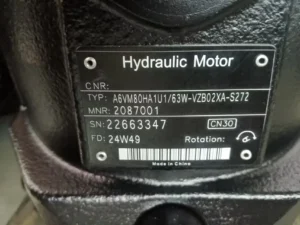 Hydraulic Motor
CNR:
TYP: A6VM80HA1U1/63W-VZB02XA-S272
MNR: 2087001
SN: 22663347 CN30
FD: 24W49 Rotation:
Made in China